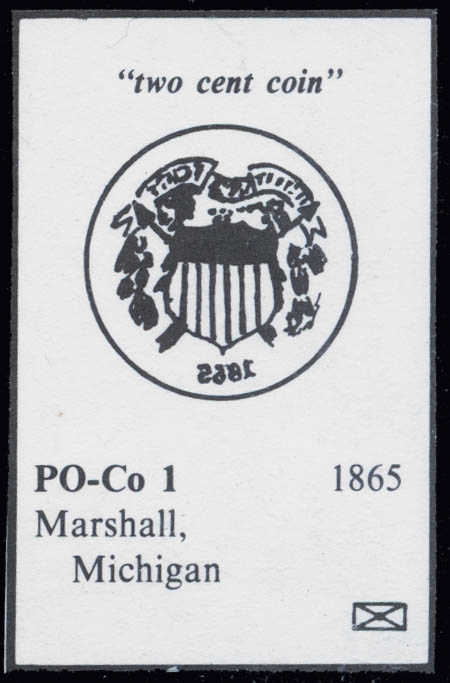 "two cent coin"
1865
PO-Co 1 1865
Marshall,
Michigan